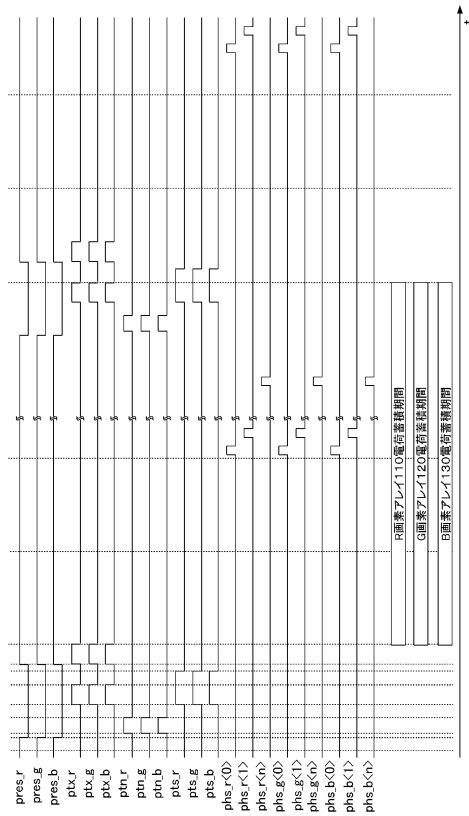 pres_r
pres_g
pres_b
ptx_r
ptx_g
ptx_b
ptn_r
ptn_g
ptn_b
pts_r
pts_g
pts_b
phs_r<0>
phs_r<1>
phs_r<n>
phs_g<0>
phs_g<1>
phs_g<n>
phs_b<0>
phs_b<1>
phs_b<n>
R画素アレイ110電荷蓄積期間
G画素アレイ120電荷蓄積期間
B画素アレイ130電荷蓄積期間
t